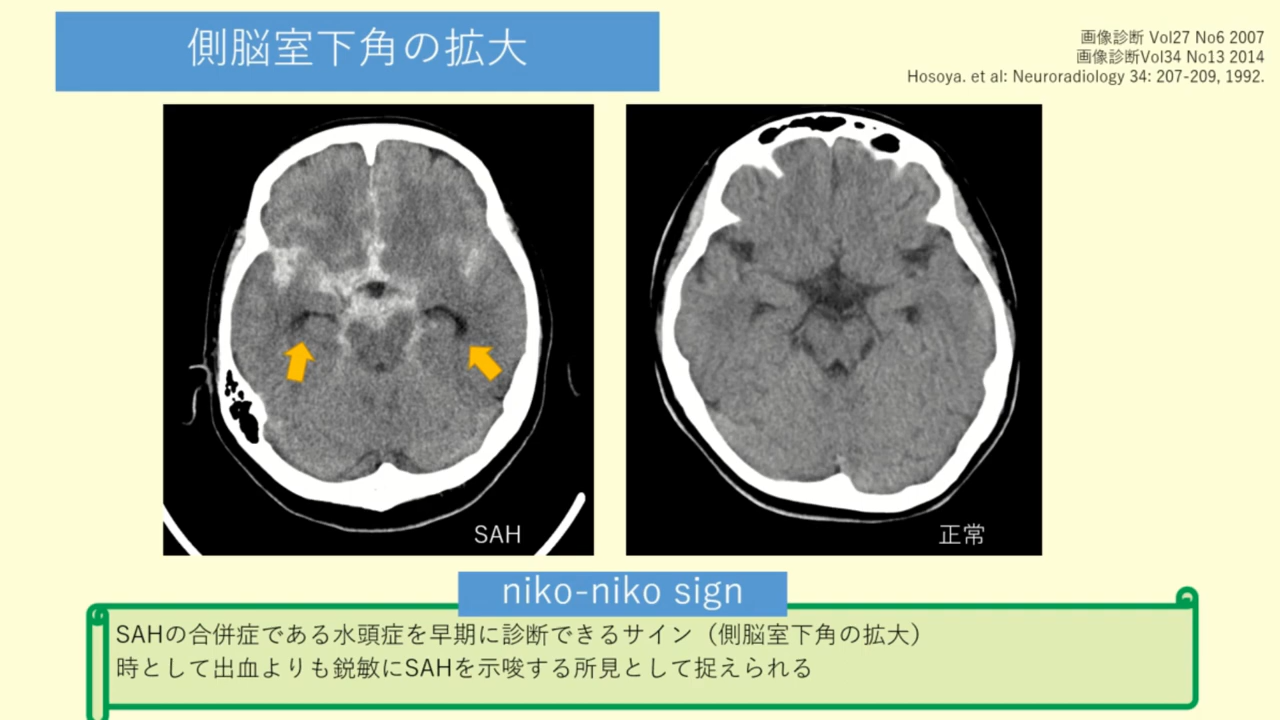 側脳室下角の拡大
画像診断 Vol27 No6 2007
画像診断Vol34 No13 2014
Hosoya. et al: Neuroradiology 34: 207-209, 1992.
SAH
正常
niko-niko sign
SAHの合併症である水頭症を早期に診断できるサイン（側脳室下角の拡大）
時として出血よりも鋭敏にSAHを示唆する所見として捉えられる